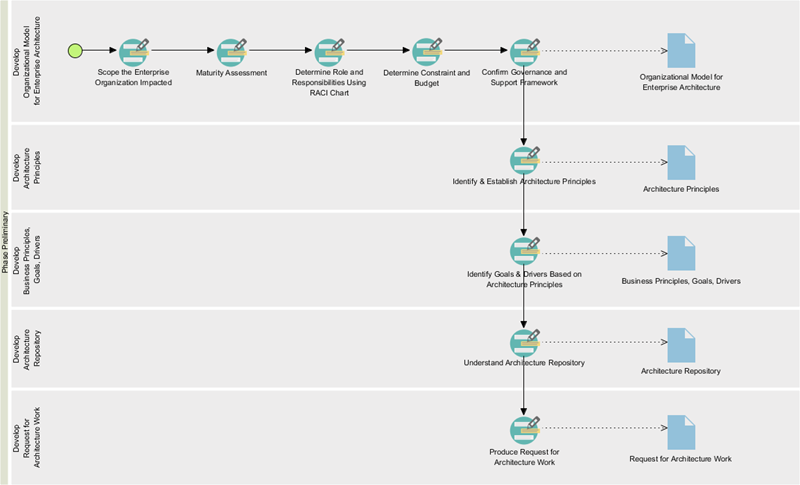 Phase Preliminary
Develop
Organizational Model
for Enterprise Architecture
Scope the Enterprise
Organization Impacted
Maturity Assessment
Determine Role and
Responsibilities Using
RACI Chart
Determine Constraint and
Budget
Confirm Governance and
Support Framework
Organizational Model for
Enterprise Architecture
Develop
Architecture
Principles
Identify & Establish Architecture Principles
Architecture Principles
Develop
Business Principles,
Goals, Drivers
Identify Goals & Drivers Based on
Architecture Principles
Business Principles, Goals, Drivers
Develop
Architecture
Repository
Understand Architecture Repository
Architecture Repository
Develop
Request for
Architecture Work
Produce Request for
Architecture Work
Request for Architecture Work